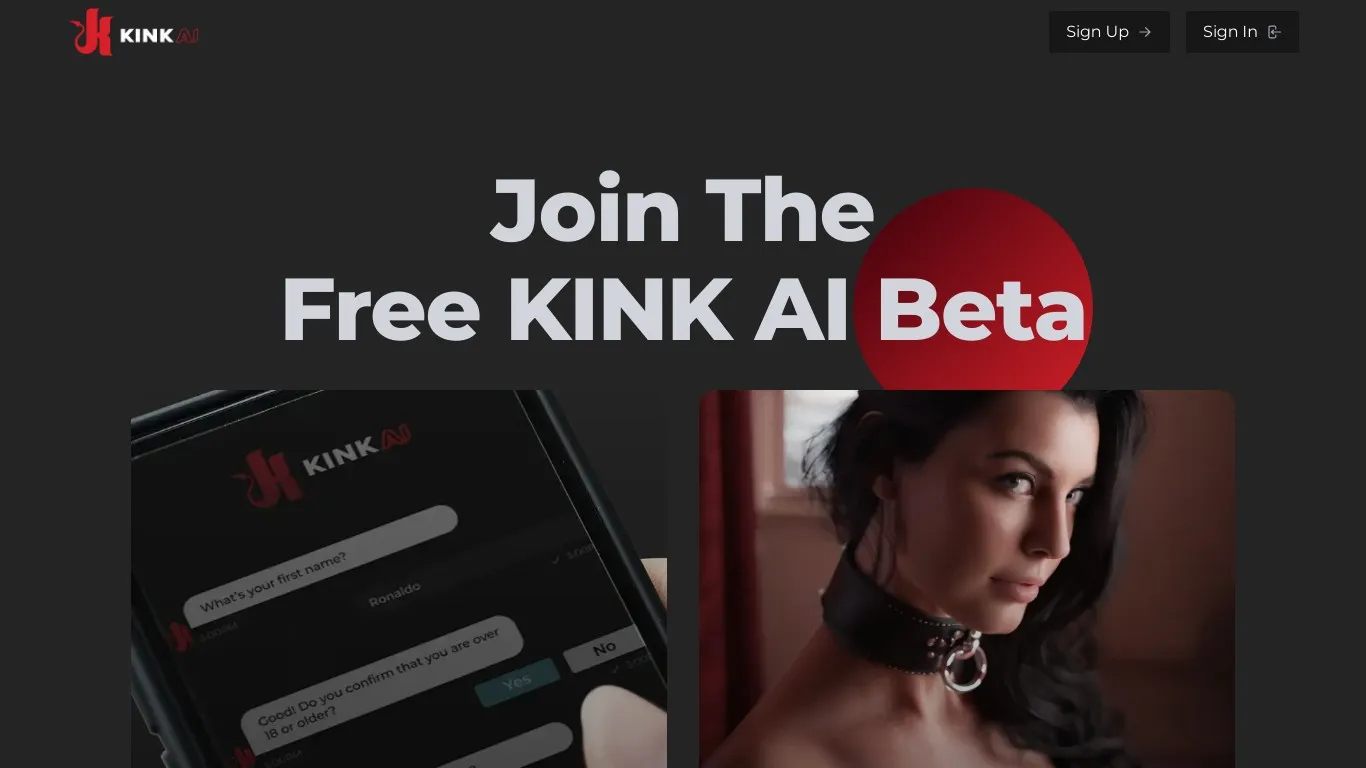 KINK AI
Sign Up
Sign In
Join The
Free KINK AI Beta
KINK AI
What's your first name?
Ronaldo
Good! Do you confirm that you are over
18 or older?
Yes
No